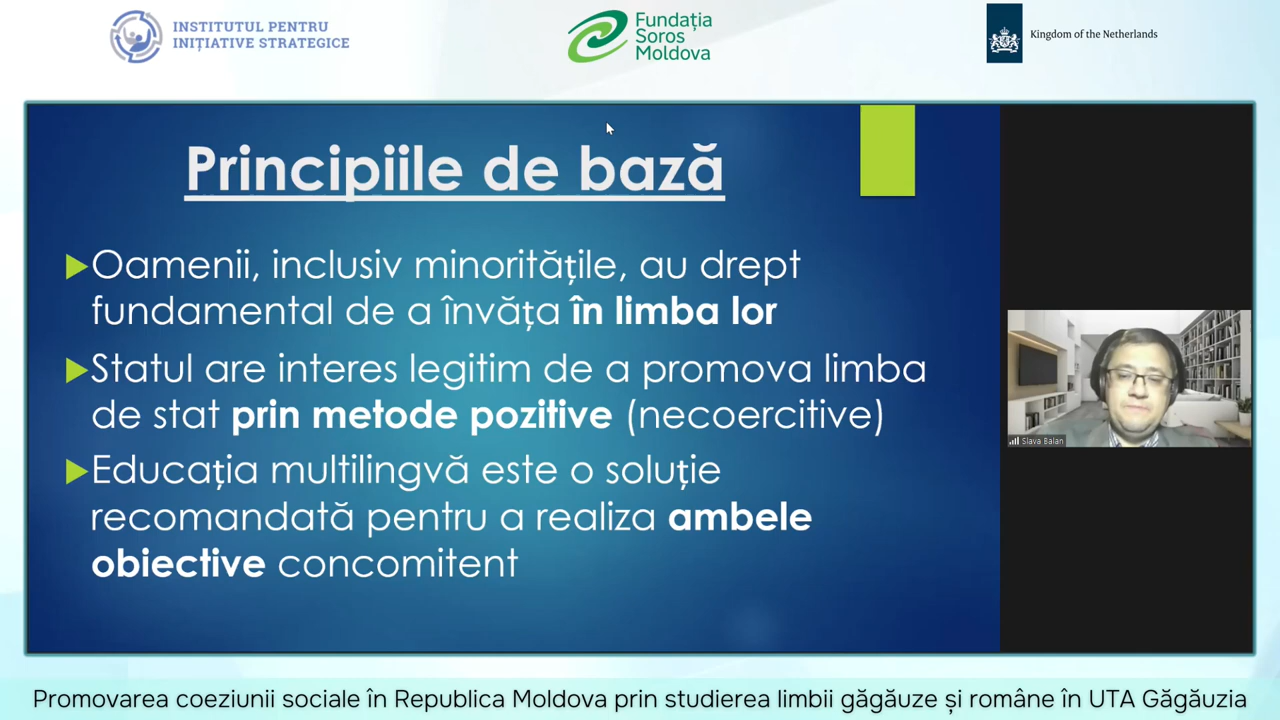 INSTITUTUL PENTRU
INIȚIATIVE STRATEGICE
Fundația
Soros
Moldova
Kingdom of the Netherlands
Principiile de bază
Oamenii, inclusiv minoritățile, au drept
fundamental de a învăța în limba lor
Statul are interes legitim de a promova limba
de stat prin metode pozitive (necoercitive)
Educația multilingvă este o soluție
recomandată pentru a realiza ambele
obiective concomitent
Slava Balan
Promovarea coeziunii sociale în Republica Moldova prin studierea limbii găgăuze și române în UTA Găgăuzia